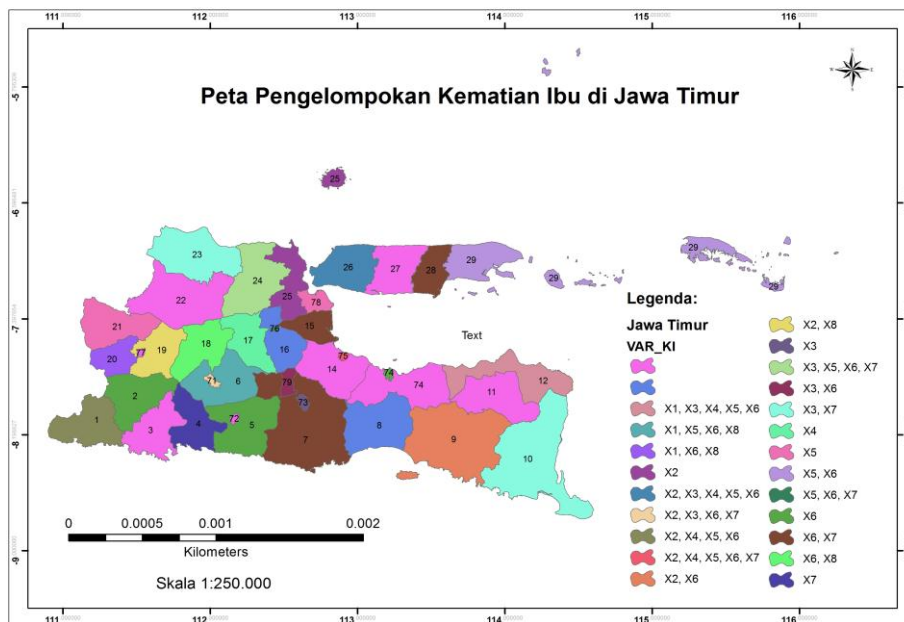 111 112 113 114 115 116
Peta Pengelompokan Kematian Ibu di Jawa Timur
-5
25
-6
23 26 27 28 29 29
24
29 29
22 25 78
-7
21 76 15 Text
20 77 19 18 17 16 14 75
71 6 79 74 74 11 12
2 73
-8
1 3 4 72 5 7 8 9 10
Legenda:
Jawa Timur
VAR_KI
X1, X3, X4, X5, X6
X1, X5, X6, X8
X1, X6, X8
X2
X2, X3, X4, X5, X6
X2, X3, X6, X7
X2, X4, X5, X6
X2, X4, X5, X6, X7
X2, X6
X2, X8
X3
X3, X5, X6, X7
X3, X6
X3, X7
X4
X5
X5, X6
X5, X6, X7
X6
X6, X7
X6, X8
X7
0 0.0005 0.001 0.002
Kilometers
-9
Skala 1:250.000
111 112 113 114 115 116